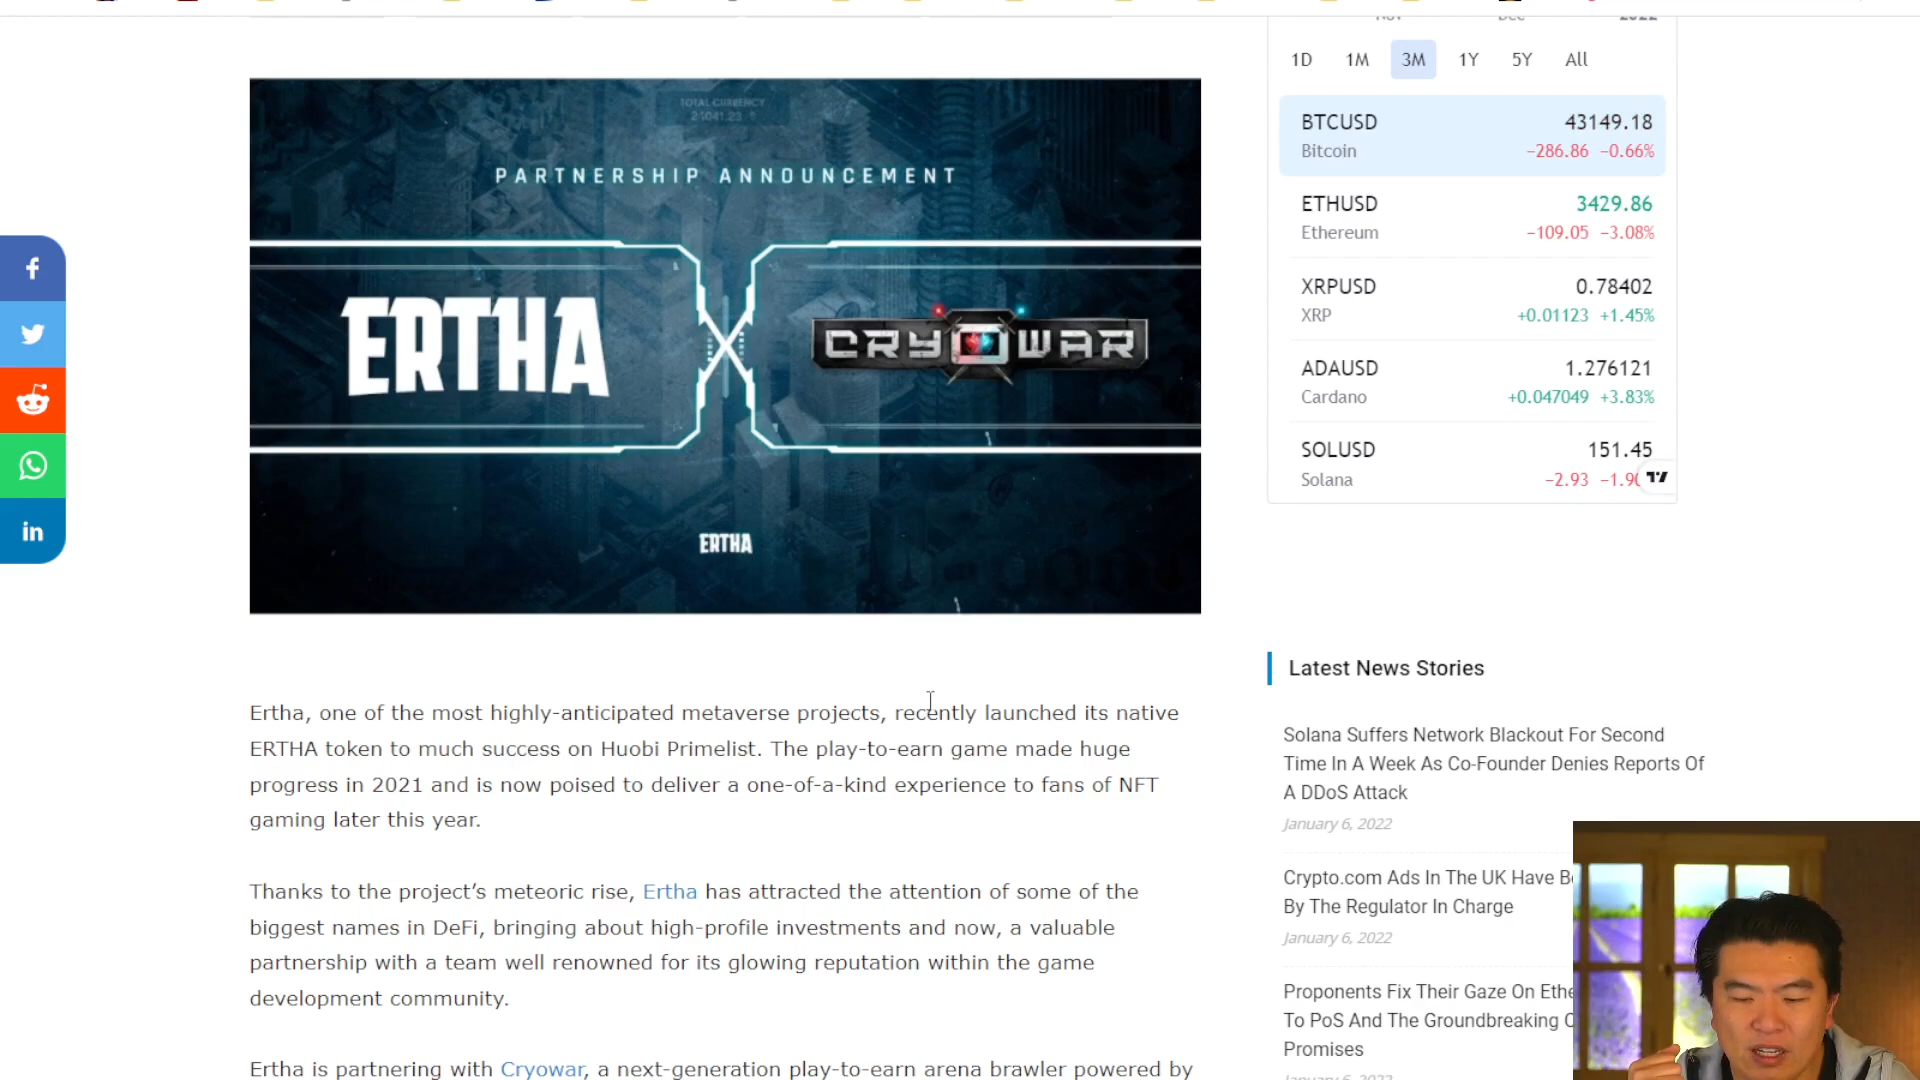 TOTAL CURRENCY
PARTNERSHIP ANNOUNCEMENT
ERTHA
CRYOWAR
ERTHA
f
in
Ertha, one of the most highly-anticipated metaverse projects, recently launched its native
ERTHA token to much success on Huobi Primelist. The play-to-earn game made huge
progress in 2021 and is now poised to deliver a one-of-a-kind experience to fans of NFT
gaming later this year.
Thanks to the project’s meteoric rise, Ertha has attracted the attention of some of the
biggest names in DeFi, bringing about high-profile investments and now, a valuable
partnership with a team well renowned for its glowing reputation within the game
development community.
Ertha is partnering with Cryowar, a next-generation play-to-earn arena brawler powered by
Nov Dec 2022
1D 1M 3M 1Y 5Y All
BTCUSD 43149.18
Bitcoin −286.86 −0.66%
ETHUSD 3429.86
Ethereum −109.05 −3.08%
XRPUSD 0.78402
XRP +0.01123 +1.45%
ADAUSD 1.276121
Cardano +0.047049 +3.83%
SOLUSD 151.45
Solana −2.93
Latest News Stories
Solana Suffers Network Blackout For Second
Time In A Week As Co-Founder Denies Reports Of
A DDoS Attack
January 6, 2022
Crypto.com Ads In The UK Have
By The Regulator In Charge
January 6, 2022
Proponents Fix Their Gaze On
To PoS And The Groundbreaking
Promises
January 6, 2022